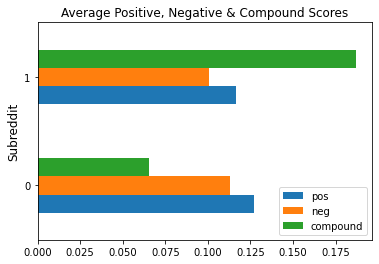 Average Positive, Negative & Compound Scores
Subreddit
1
0
pos
neg
compound
0.000 0.025 0.050 0.075 0.100 0.125 0.150 0.175